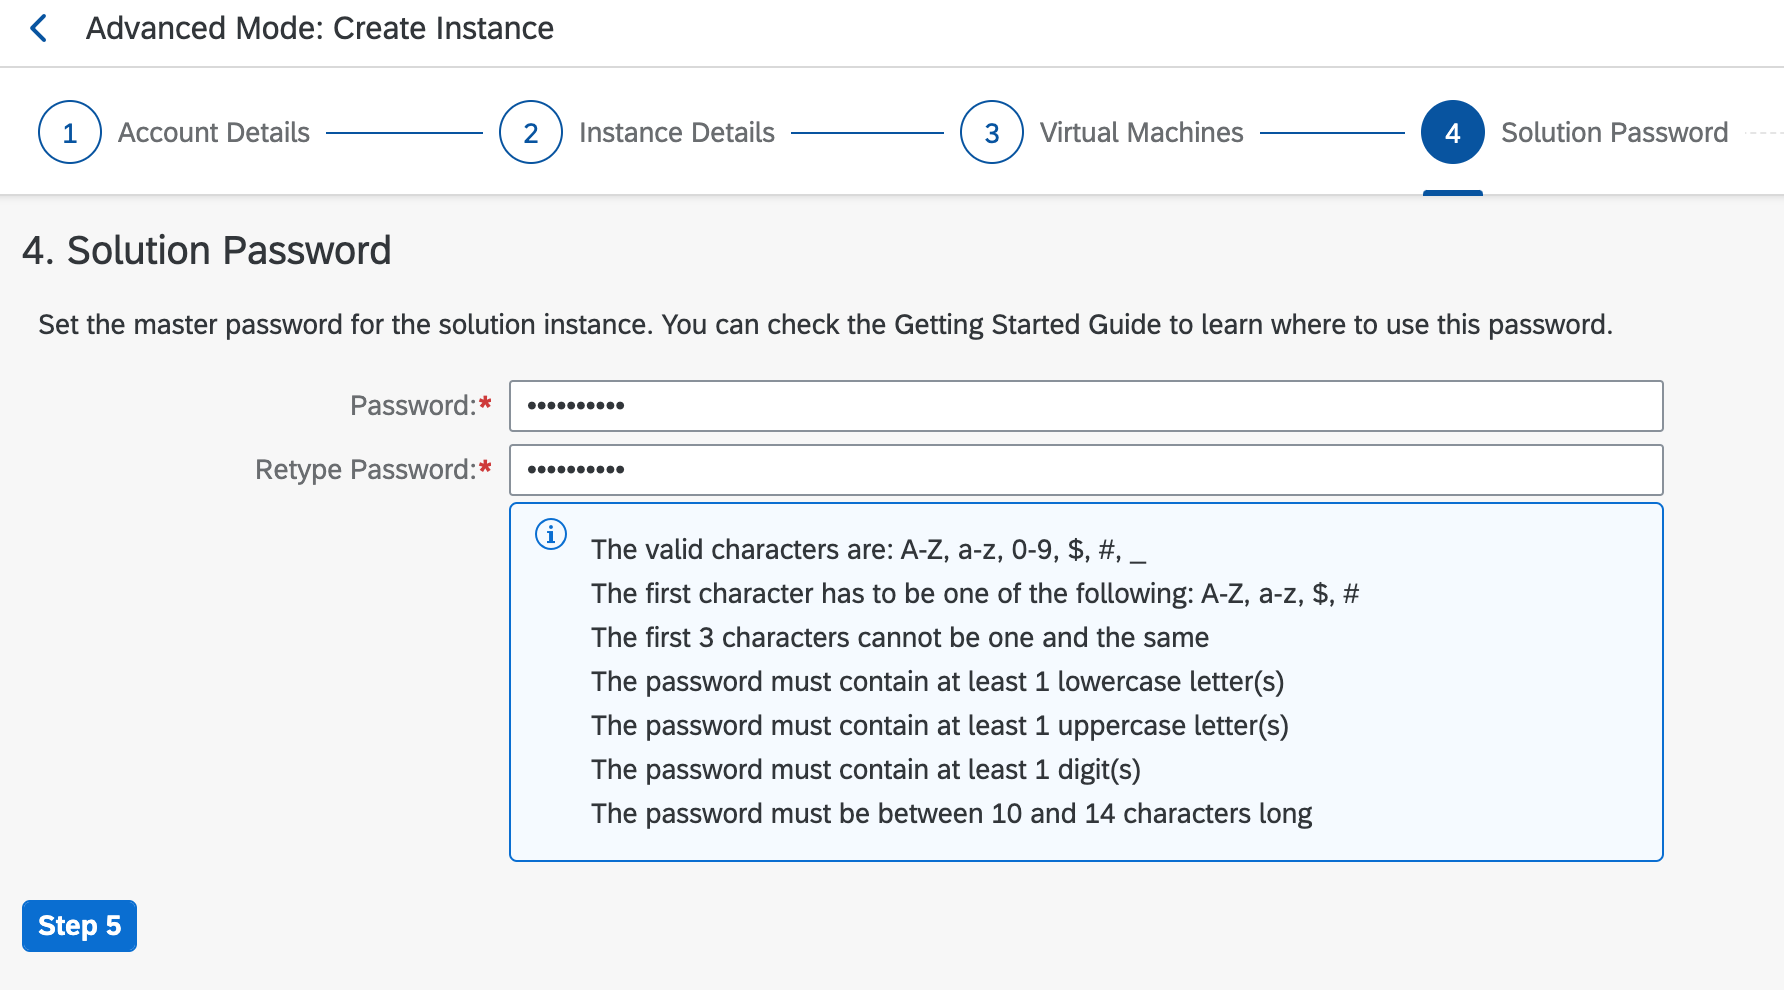 Advanced Mode: Create Instance
1 Account Details 2 Instance Details 3 Virtual Machines 4 Solution Password
4. Solution Password
Set the master password for the solution instance. You can check the Getting Started Guide to learn where to use this password.
Password:* ••••••••••
Retype Password:* ••••••••••
The valid characters are: A-Z, a-z, 0-9, $, #, _
The first character has to be one of the following: A-Z, a-z, $, #
The first 3 characters cannot be one and the same
The password must contain at least 1 lowercase letter(s)
The password must contain at least 1 uppercase letter(s)
The password must contain at least 1 digit(s)
The password must be between 10 and 14 characters long
Step 5